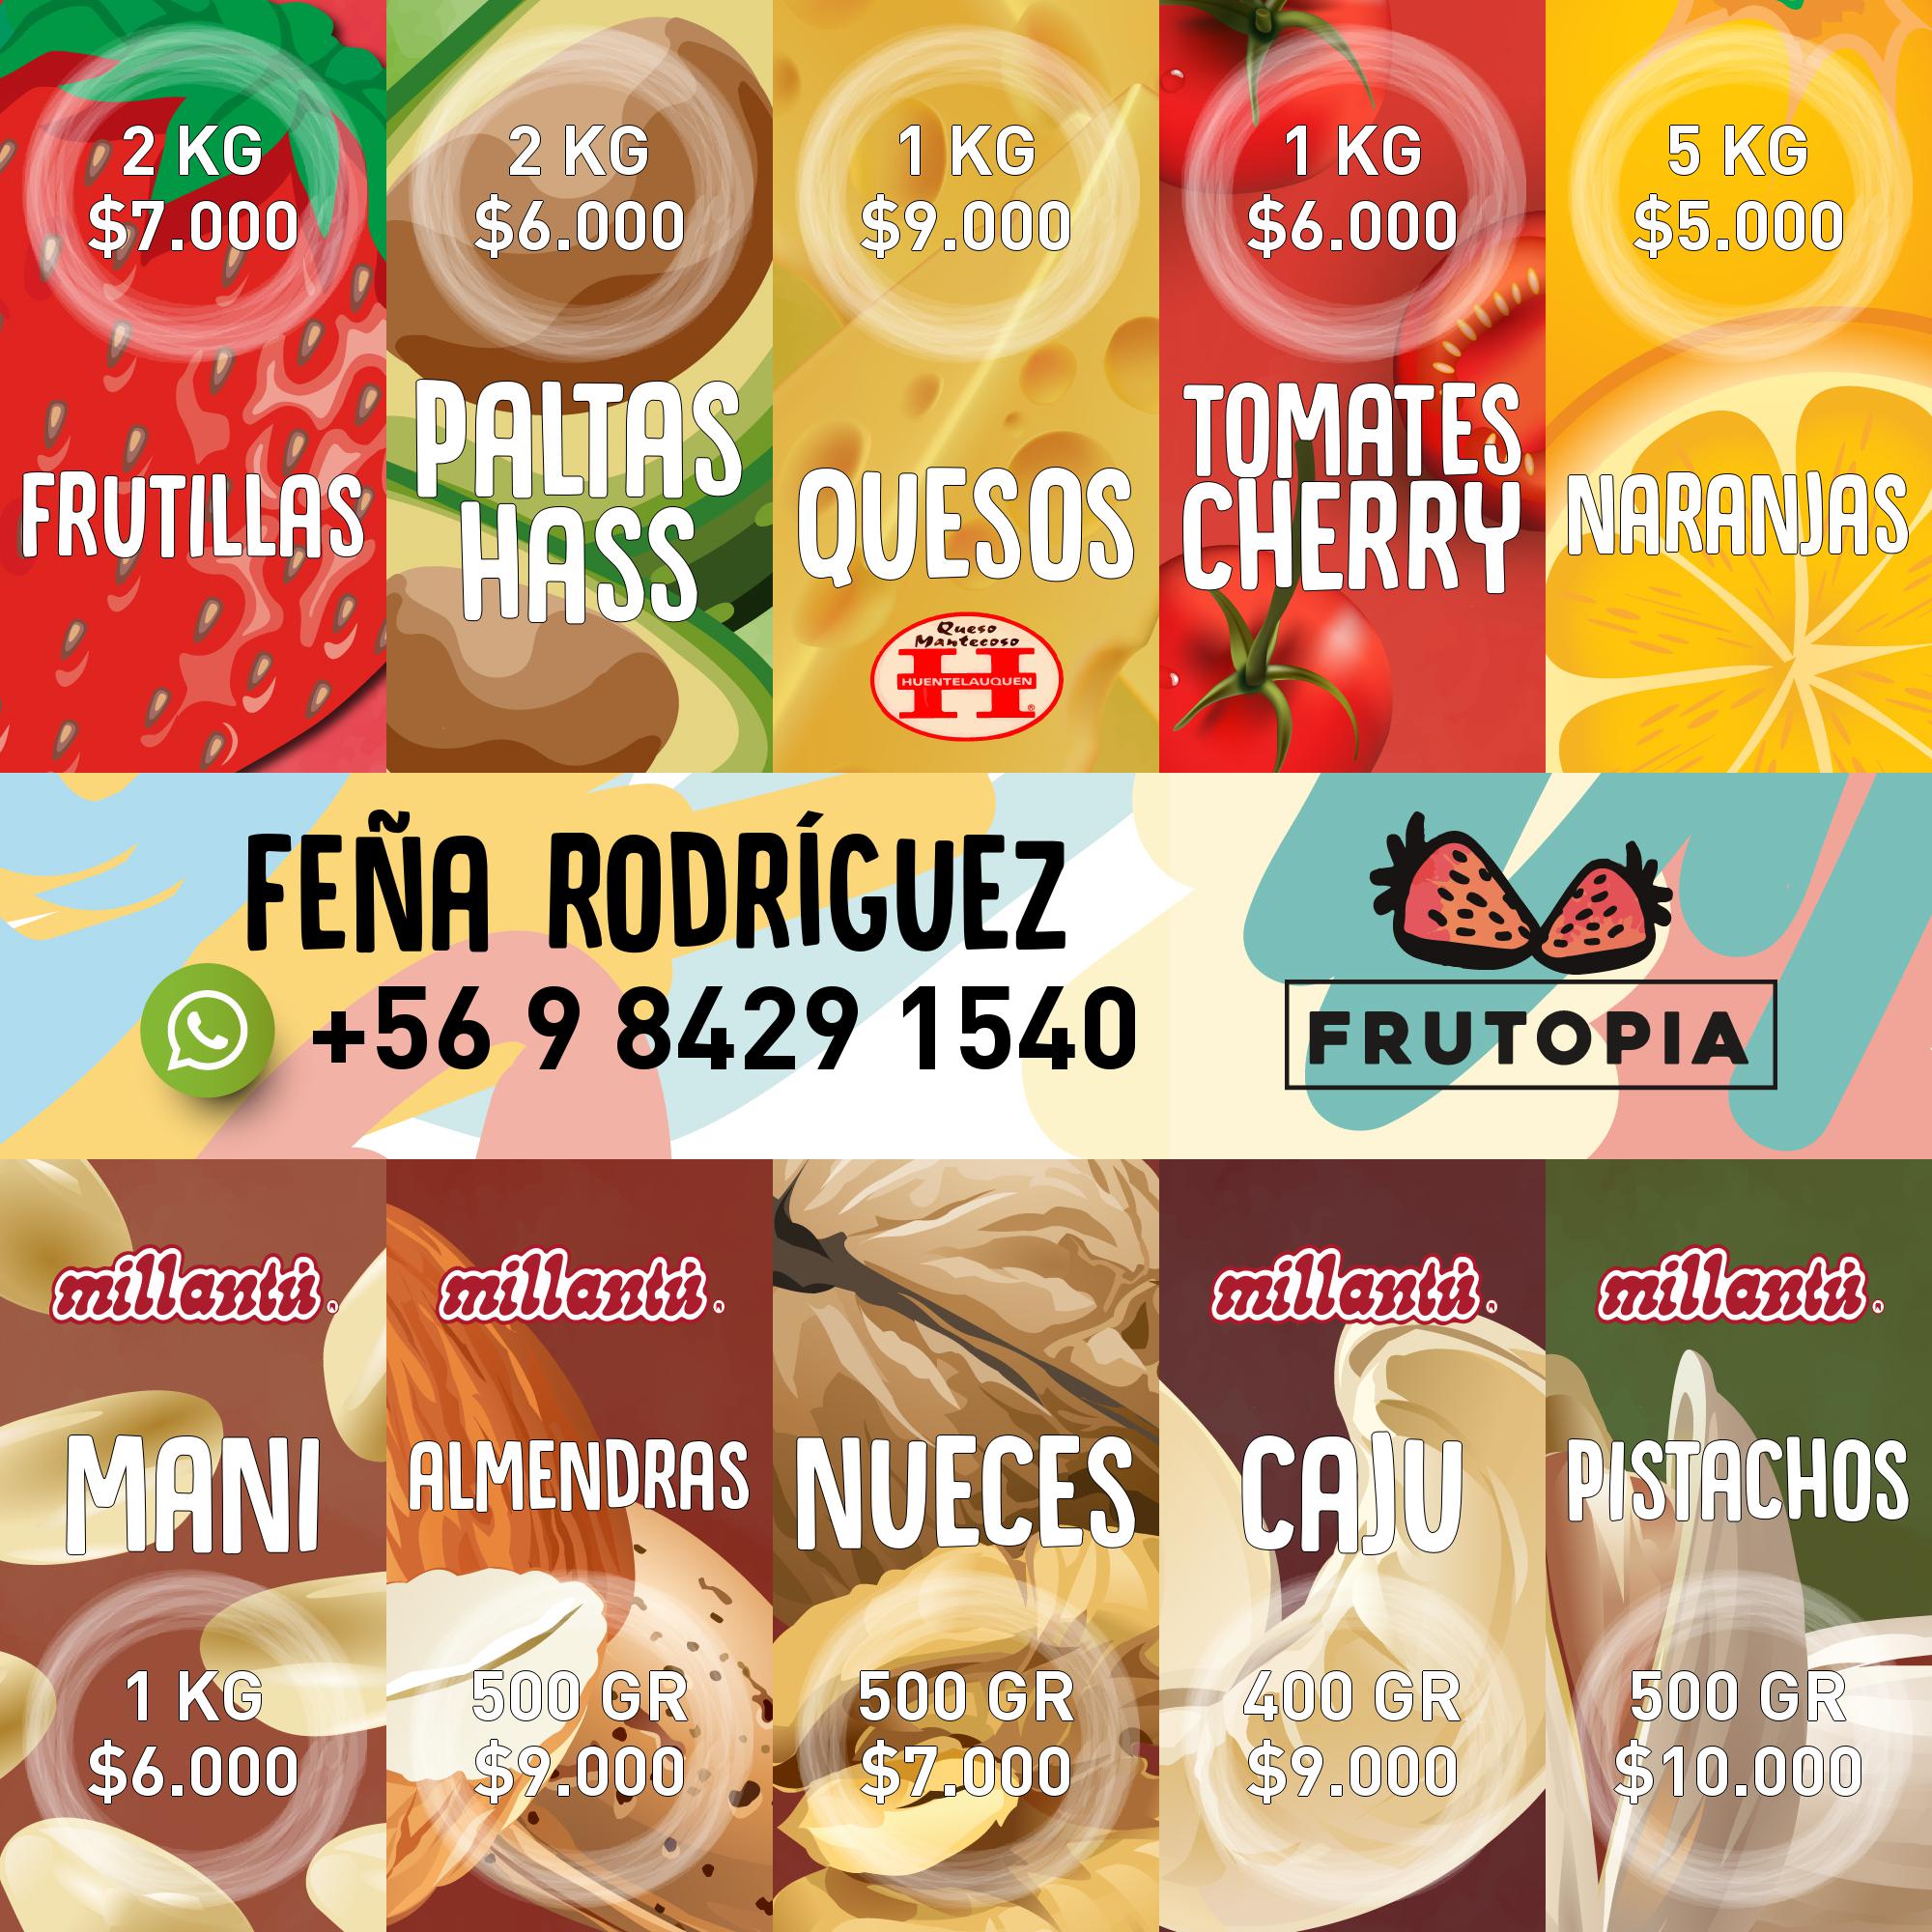 2 KG
$7.000
FRUTILLAS
2 KG
$6.000
PALTAS
HASS
1 KG
$9.000
QUESOS
Queso
Mantecoso
H
HUENTELAUQUEN
®
1 KG
$6.000
TOMATES
CHERRY
5 KG
$5.000
NARANJAS
FEÑA RODRÍGUEZ
+56 9 8429 1540
FRUTOPIA
millantú®
MANI
1 KG
$6.000
millantú®
ALMENDRAS
500 GR
$9.000
NUECES
500 GR
$7.000
millantú®
CAJU
400 GR
$9.000
millantú®
PISTACHOS
500 GR
$10.000